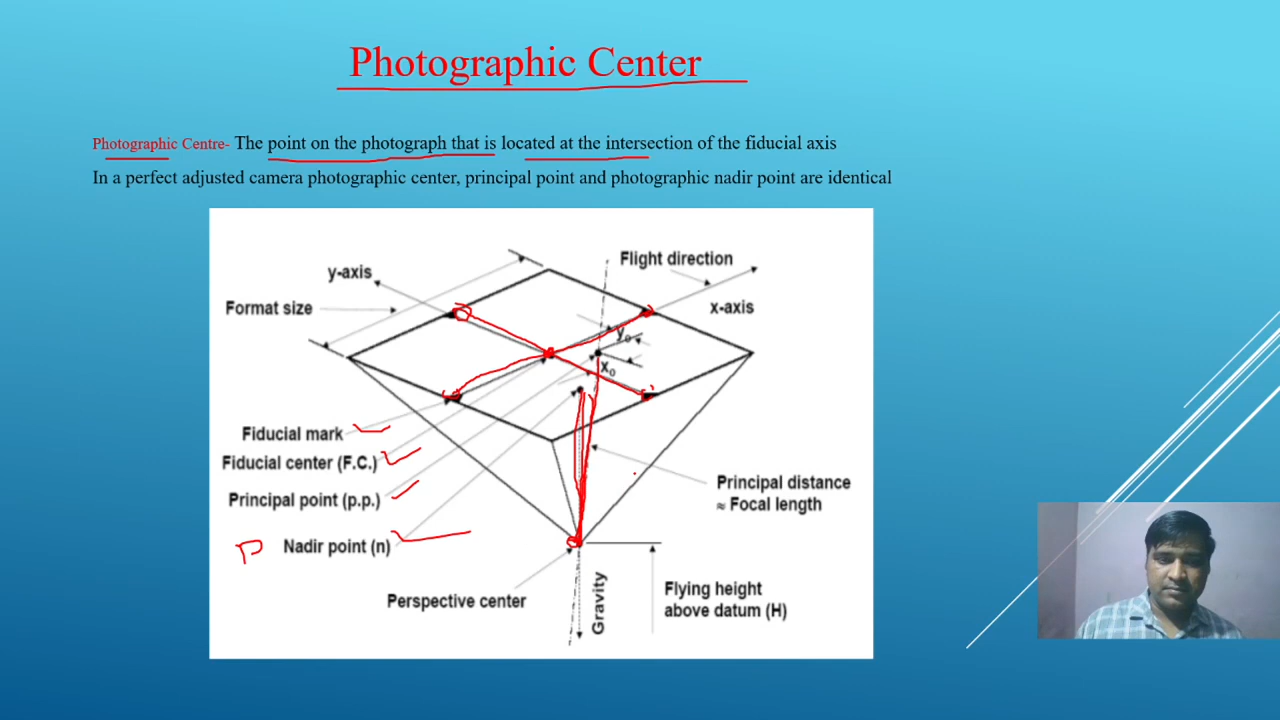 Photographic Center
Photographic Centre- The point on the photograph that is located at the intersection of the fiducial axis
In a perfect adjusted camera photographic center, principal point and photographic nadir point are identical
Flight direction
y-axis
x-axis
Format size
y₀
x₀
Fiducial mark
Fiducial center (F.C.)
Principal point (p.p.)
Nadir point (n)
Principal distance
≈ Focal length
Perspective center
Gravity
Flying height
above datum (H)